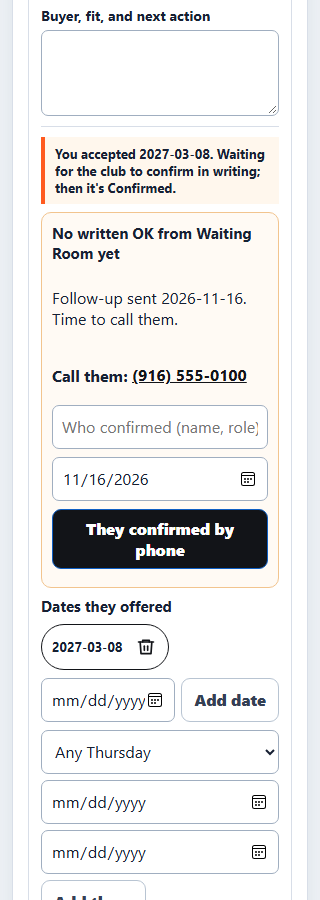 Buyer, fit, and next action
You accepted 2027-03-08. Waiting
for the club to confirm in writing;
then it's Confirmed.
No written OK from Waiting
Room yet
Follow-up sent 2026-11-16.
Time to call them.
Call them: (916) 555-0100
Who confirmed (name, role)
11/16/2026
They confirmed by
phone
Dates they offered
2027-03-08
mm/dd/yyyy
Add date
Any Thursday
mm/dd/yyyy
mm/dd/yyyy